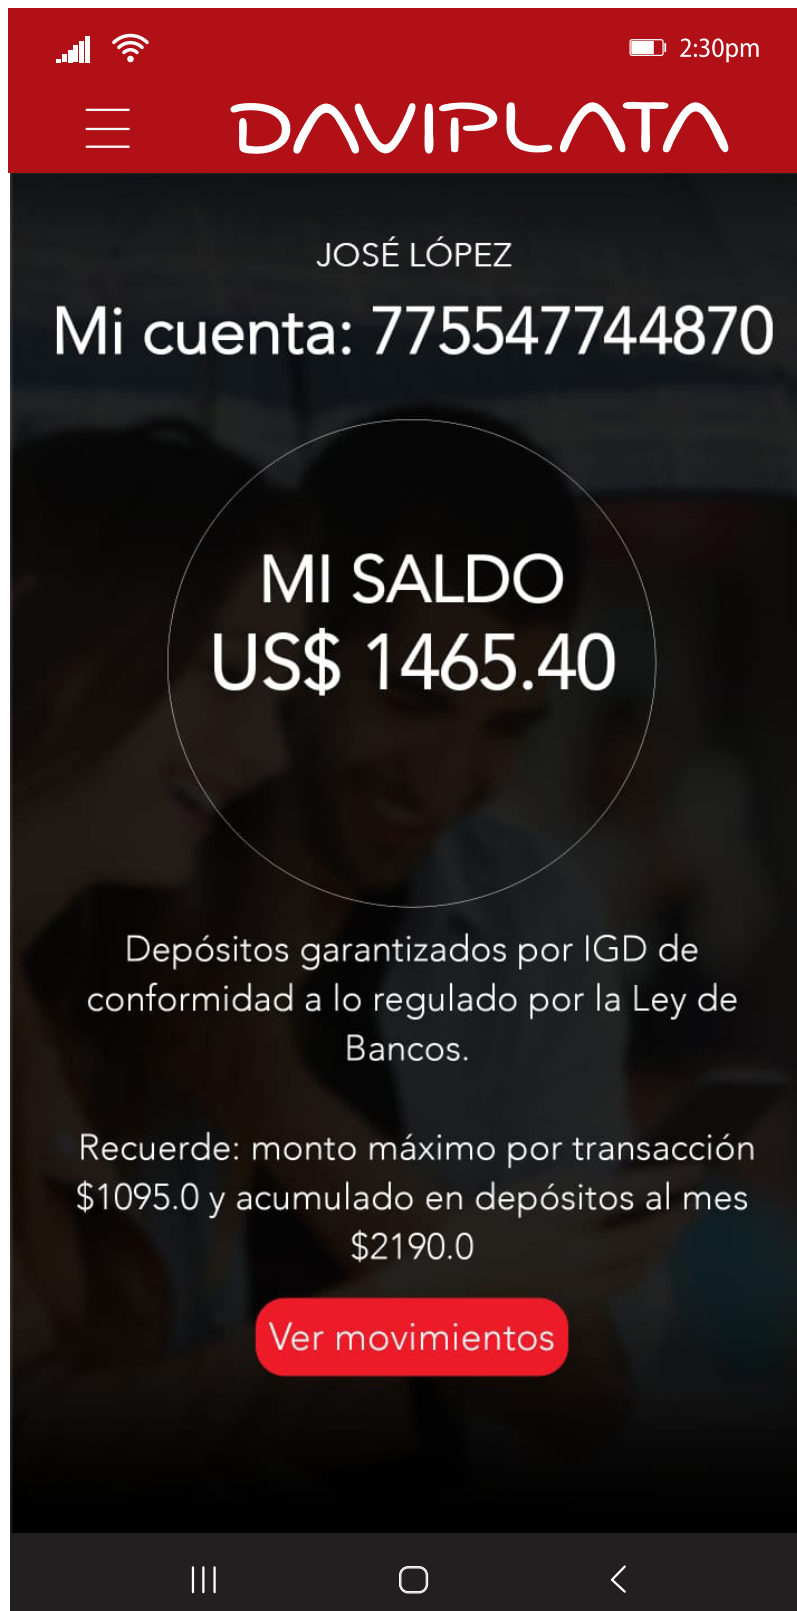 2:30pm
DAVIPLATA
JOSÉ LÓPEZ
Mi cuenta: 775547744870
MI SALDO
US$ 1465.40
Depósitos garantizados por IGD de
conformidad a lo regulado por la Ley de
Bancos.
Recuerde: monto máximo por transacción
$1095.0 y acumulado en depósitos al mes
$2190.0
Ver movimientos